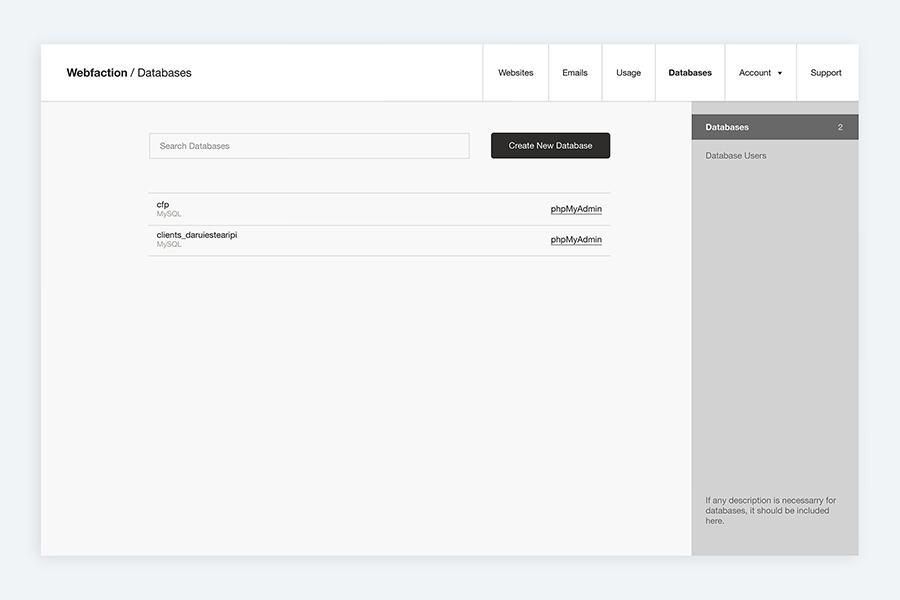 Webfaction / Databases
Websites
Emails
Usage
Databases
Account
Support
Search Databases
Create New Database
cfp
MySQL
phpMyAdmin
clients_daruiestearipi
MySQL
phpMyAdmin
Databases 2
Database Users
If any description is necessarry for
databases, it should be included
here.